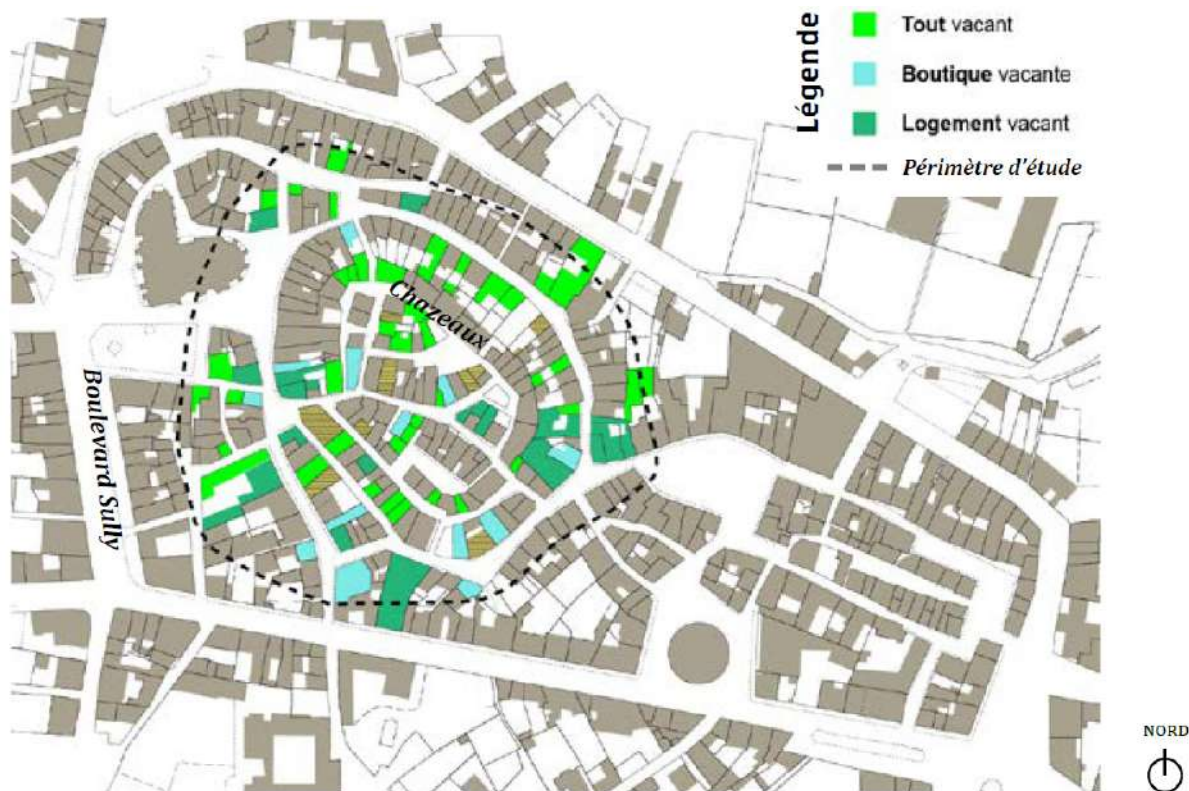 Légende
Tout vacant
Boutique vacante
Logement vacant
Périmètre d'étude
Chazeaux
Boulevard Sully
NORD